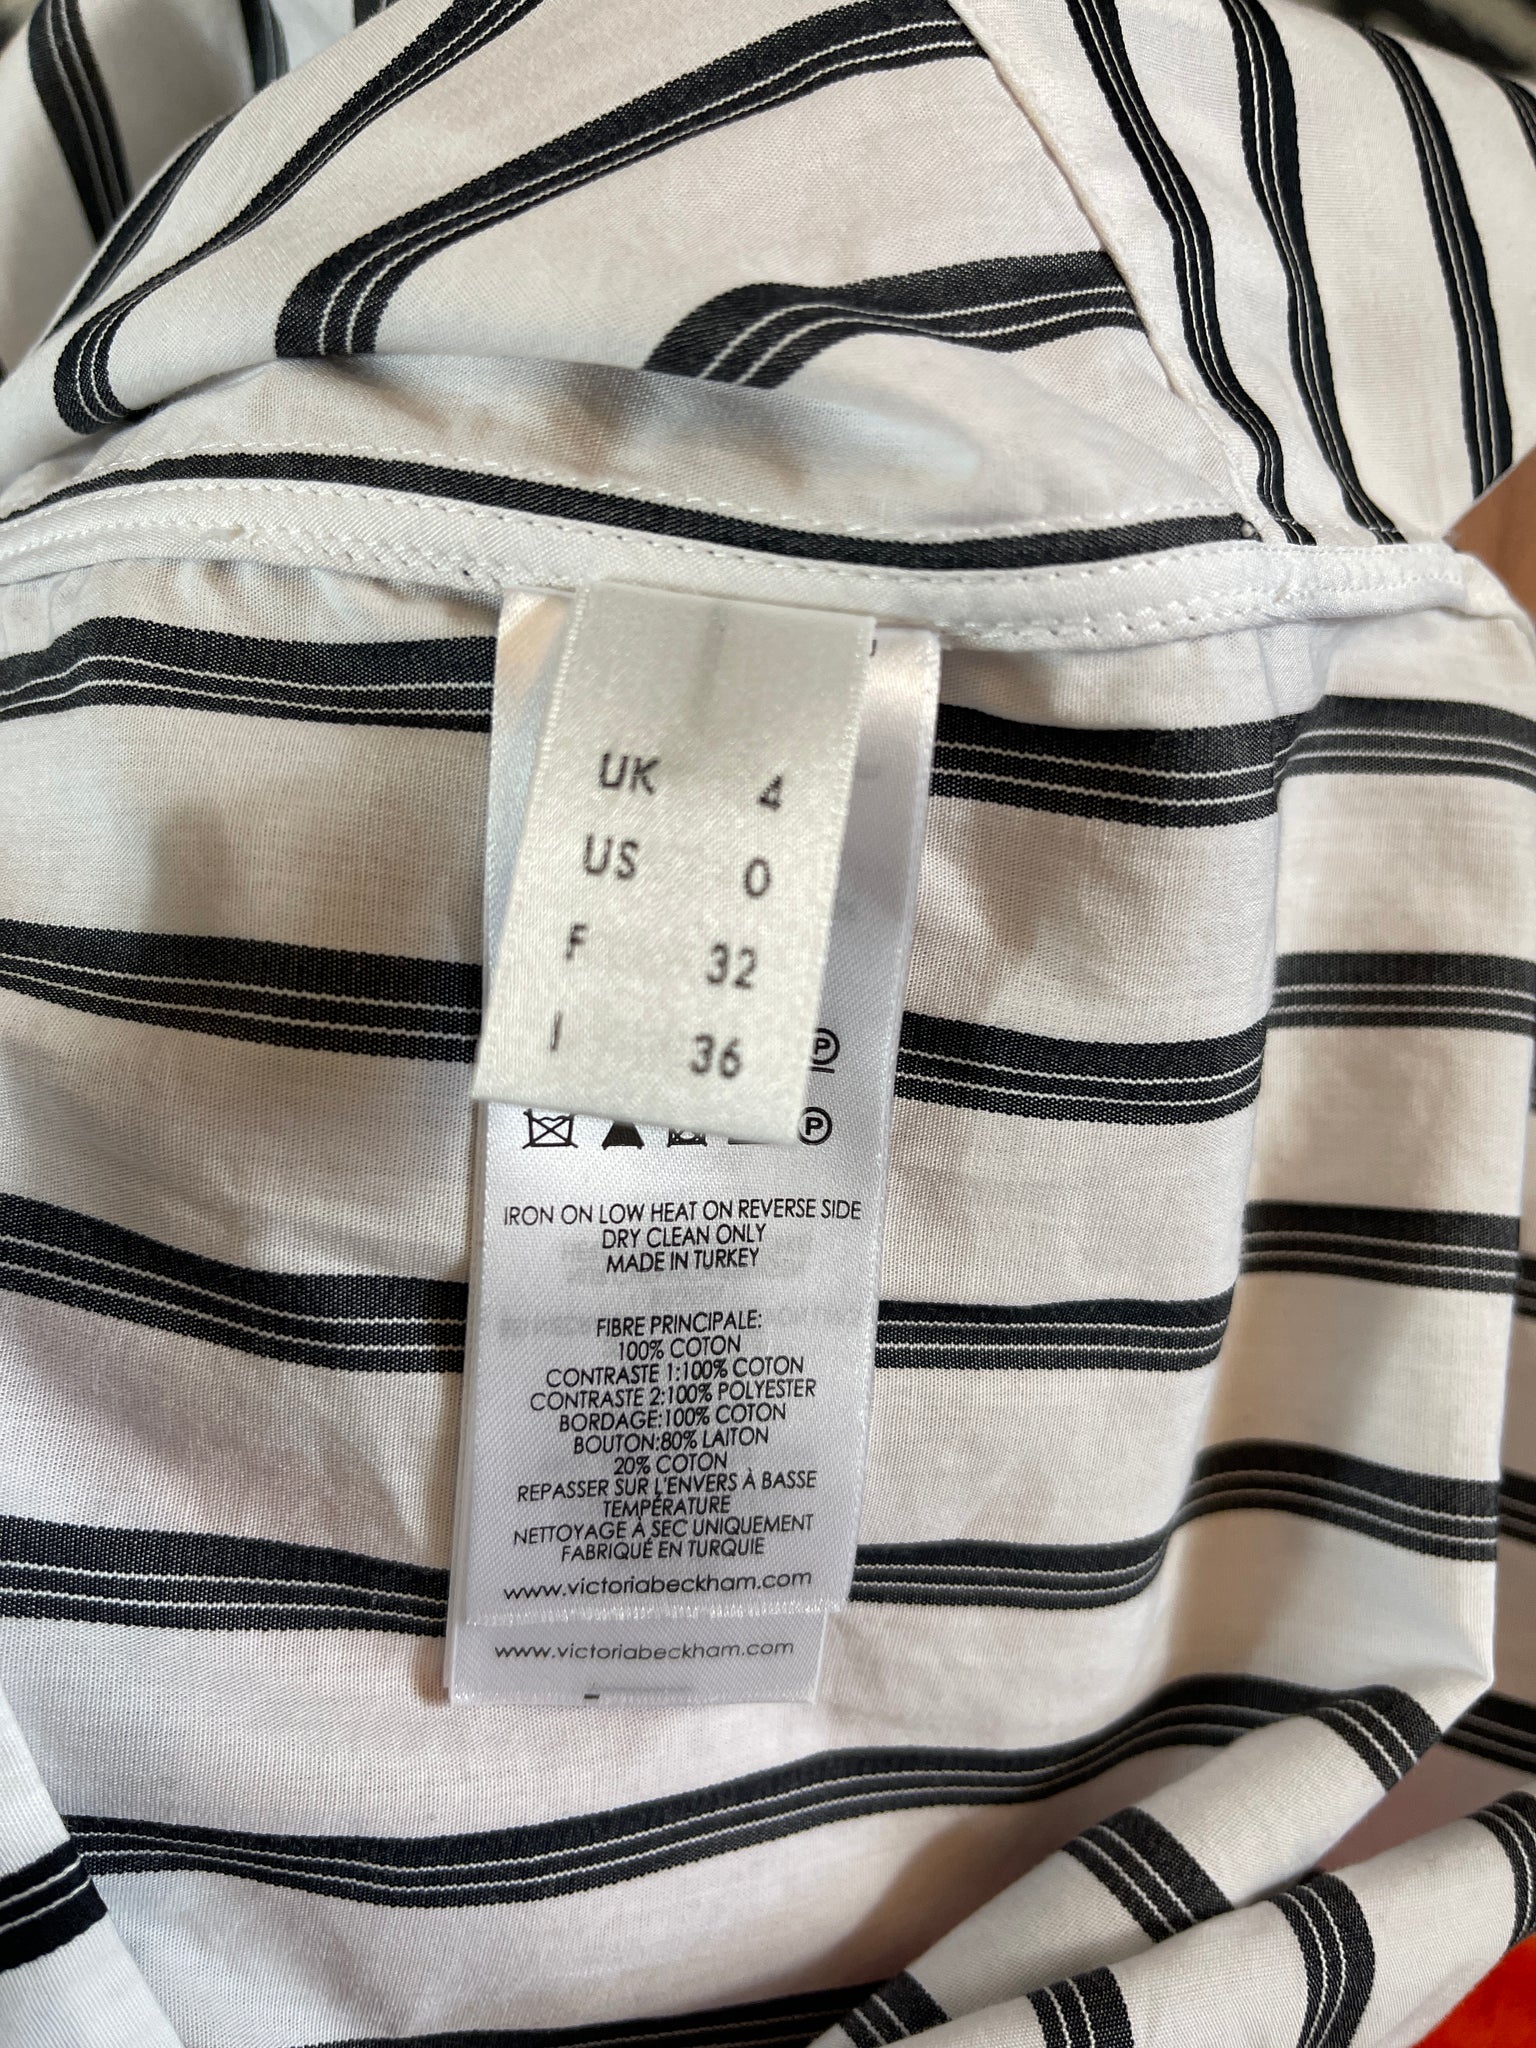 UK 4
US 0
F 32
I 36
P
P
IRON ON LOW HEAT ON REVERSE SIDE
DRY CLEAN ONLY
MADE IN TURKEY
FIBRE PRINCIPALE:
100% COTON
CONTRASTE 1:100% COTON
CONTRASTE 2:100% POLYESTER
BORDAGE:100% COTON
BOUTON:80% LAITON
20% COTON
REPASSER SUR L'ENVERS À BASSE
TEMPÉRATURE
NETTOYAGE À SEC UNIQUEMENT
FABRIQUÉ EN TURQUIE
www.victoriabeckham.com
www.victoriabeckham.com